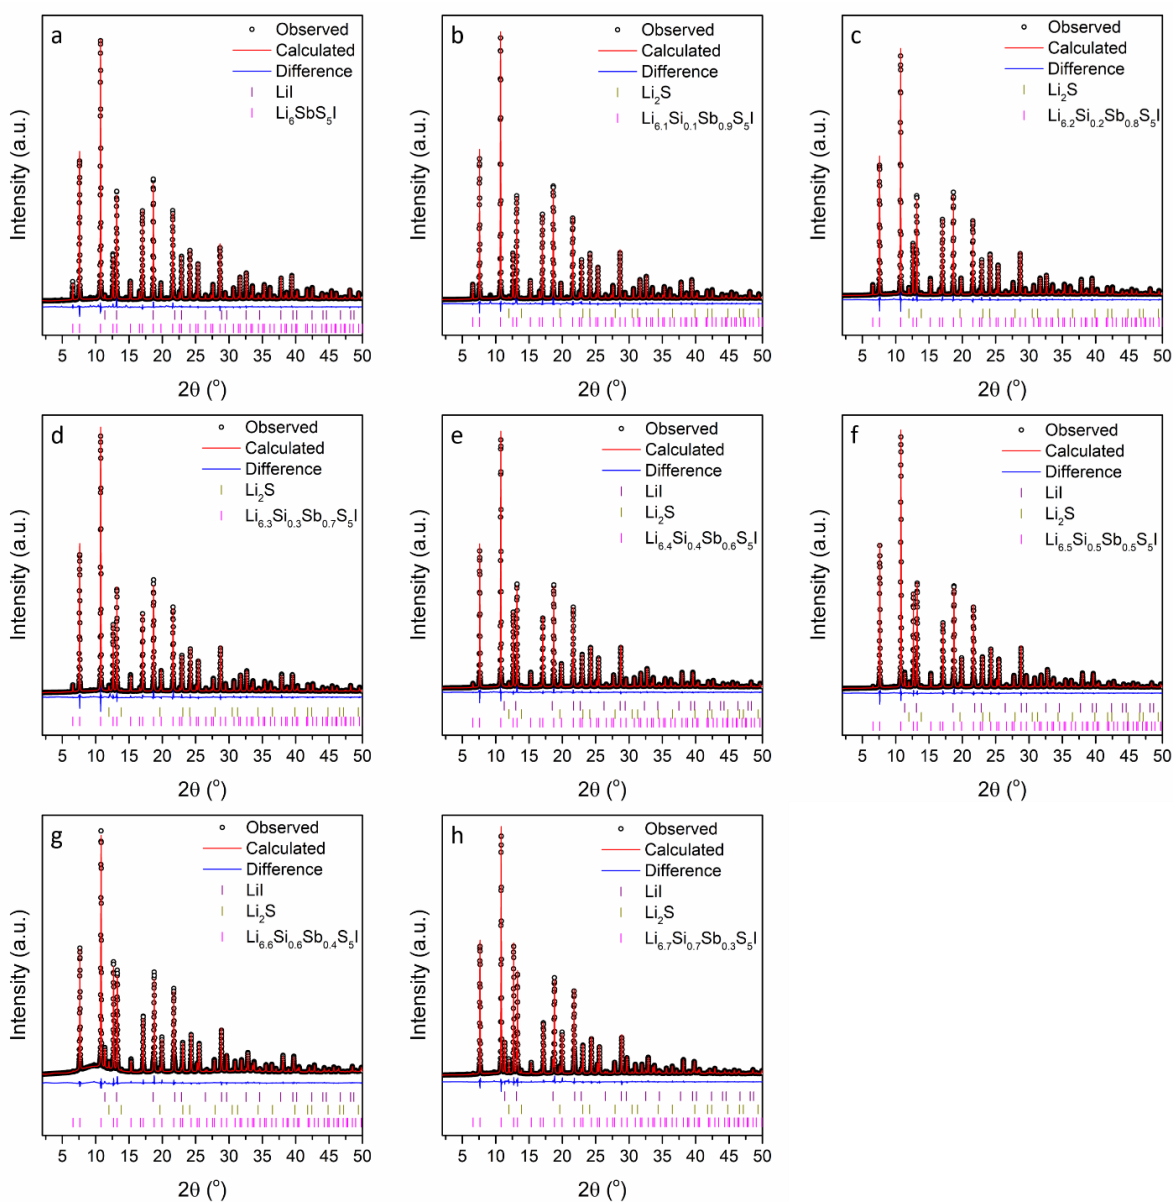 a
Observed
Calculated
Difference
LiI
Li₆SbS₅I
Intensity (a.u.)
5 10 15 20 25 30 35 40 45 50
2θ (°)
b
Observed
Calculated
Difference
Li₂S
Li₆.₁Si₀.₁Sb₀.₉S₅I
Intensity (a.u.)
5 10 15 20 25 30 35 40 45 50
2θ (°)
c
Observed
Calculated
Difference
Li₂S
Li₆.₂Si₀.₂Sb₀.₈S₅I
Intensity (a.u.)
5 10 15 20 25 30 35 40 45 50
2θ (°)
d
Observed
Calculated
Difference
Li₂S
Li₆.₃Si₀.₃Sb₀.₇S₅I
Intensity (a.u.)
5 10 15 20 25 30 35 40 45 50
2θ (°)
e
Observed
Calculated
Difference
LiI
Li₂S
Li₆.₄Si₀.₄Sb₀.₆S₅I
Intensity (a.u.)
5 10 15 20 25 30 35 40 45 50
2θ (°)
f
Observed
Calculated
Difference
LiI
Li₂S
Li₆.₅Si₀.₅Sb₀.₅S₅I
Intensity (a.u.)
5 10 15 20 25 30 35 40 45 50
2θ (°)
g
Observed
Calculated
Difference
LiI
Li₂S
Li₆.₆Si₀.₆Sb₀.₄S₅I
Intensity (a.u.)
5 10 15 20 25 30 35 40 45 50
2θ (°)
h
Observed
Calculated
Difference
LiI
Li₂S
Li₆.₇Si₀.₇Sb₀.₃S₅I
Intensity (a.u.)
5 10 15 20 25 30 35 40 45 50
2θ (°)